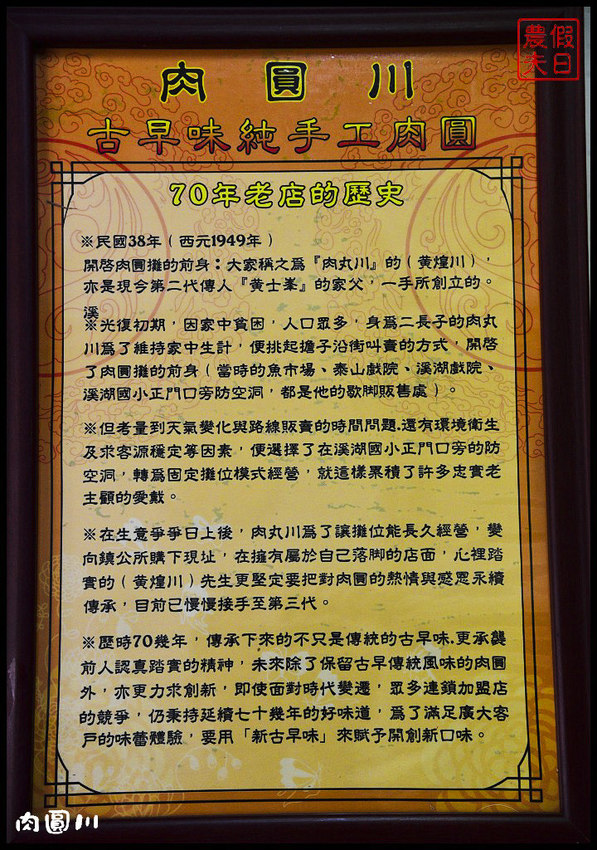 假日
農夫
肉圓川
古早味純手工肉圓
70年老店的歷史
※民國38年（西元1949年）
開啓肉圓攤的前身：大家稱之為『肉丸川』的（黄煌川），
亦是現今第二代傳人『黄士峯』的家父，一手所創立的。
溪
※光復初期，因家中貧困，人口眾多，身為二長子的肉丸
川為了維持家中生計，便挑起擔子沿街叫賣的方式，開啓
了肉圓攤的前身（當時的魚市場、泰山戲院、溪湖戲院、
溪湖國小正門口旁防空洞，都是他的歇脚販售處）。
※但考量到天氣變化與路線販賣的時間問題.還有環境衛生
及求客源穩定等因素，便選擇了在溪湖國小正門口旁的防
空洞，轉為固定攤位模式經營，就這樣累積了許多忠實老
主顧的愛戴。
※在生意爭爭日上後，肉丸川為了讓攤位能長久經營，變
向鎮公所購下現址，在擁有屬於自己落脚的店面，心裡踏
實的（黄煌川）先生更堅定要把對肉圓的熱情與感恩永續
傳承，目前已慢慢接手至第三代。
※歷時70幾年，傳承下來的不只是傳統的古早味.更承襲
前人認真踏實的精神，未來除了保留古早傳統風味的肉圓
外，亦更力求創新，即使面對時代變遷，眾多連鎖加盟店
的競爭，仍秉持延續七十幾年的好味道，為了滿足廣大客
戶的味蕾體驗，要用「新古早味」來賦予開創新口味。
肉圓川